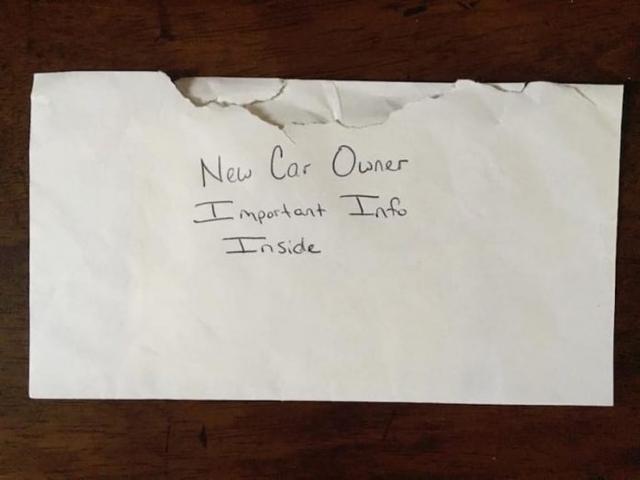 New Car Owner
Important Info
Inside